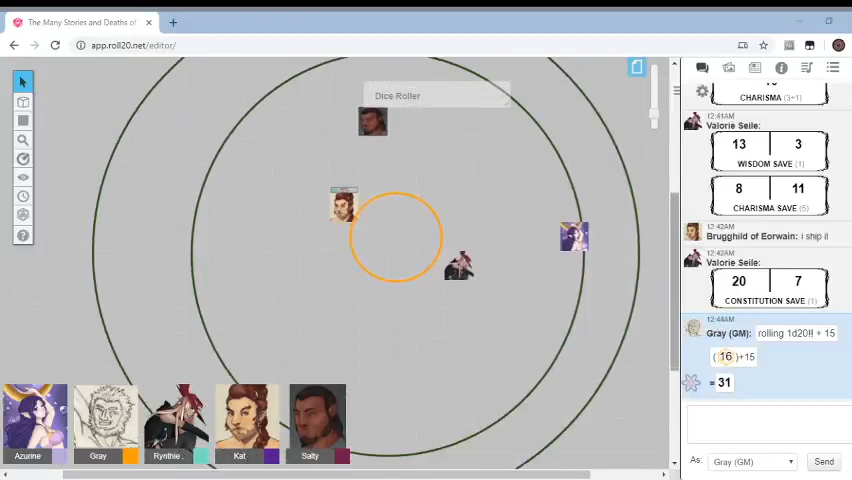 The Many Stories and Deaths of
app.roll20.net/editor/
Dice Roller
CHARISMA (3+1)
12:41AM
Valorie Seile:
13 3
WISDOM SAVE (1)
8 11
CHARISMA SAVE (5)
12:42AM
Brugghild of Eorwain: i ship it
12:42AM
Valorie Seile:
20 7
CONSTITUTION SAVE (1)
12:44AM
Gray (GM): rolling 1d20!! + 15
(16)+15
= 31
Azurine Gray Rynthie . Kat Salty
As: Gray (GM) Send